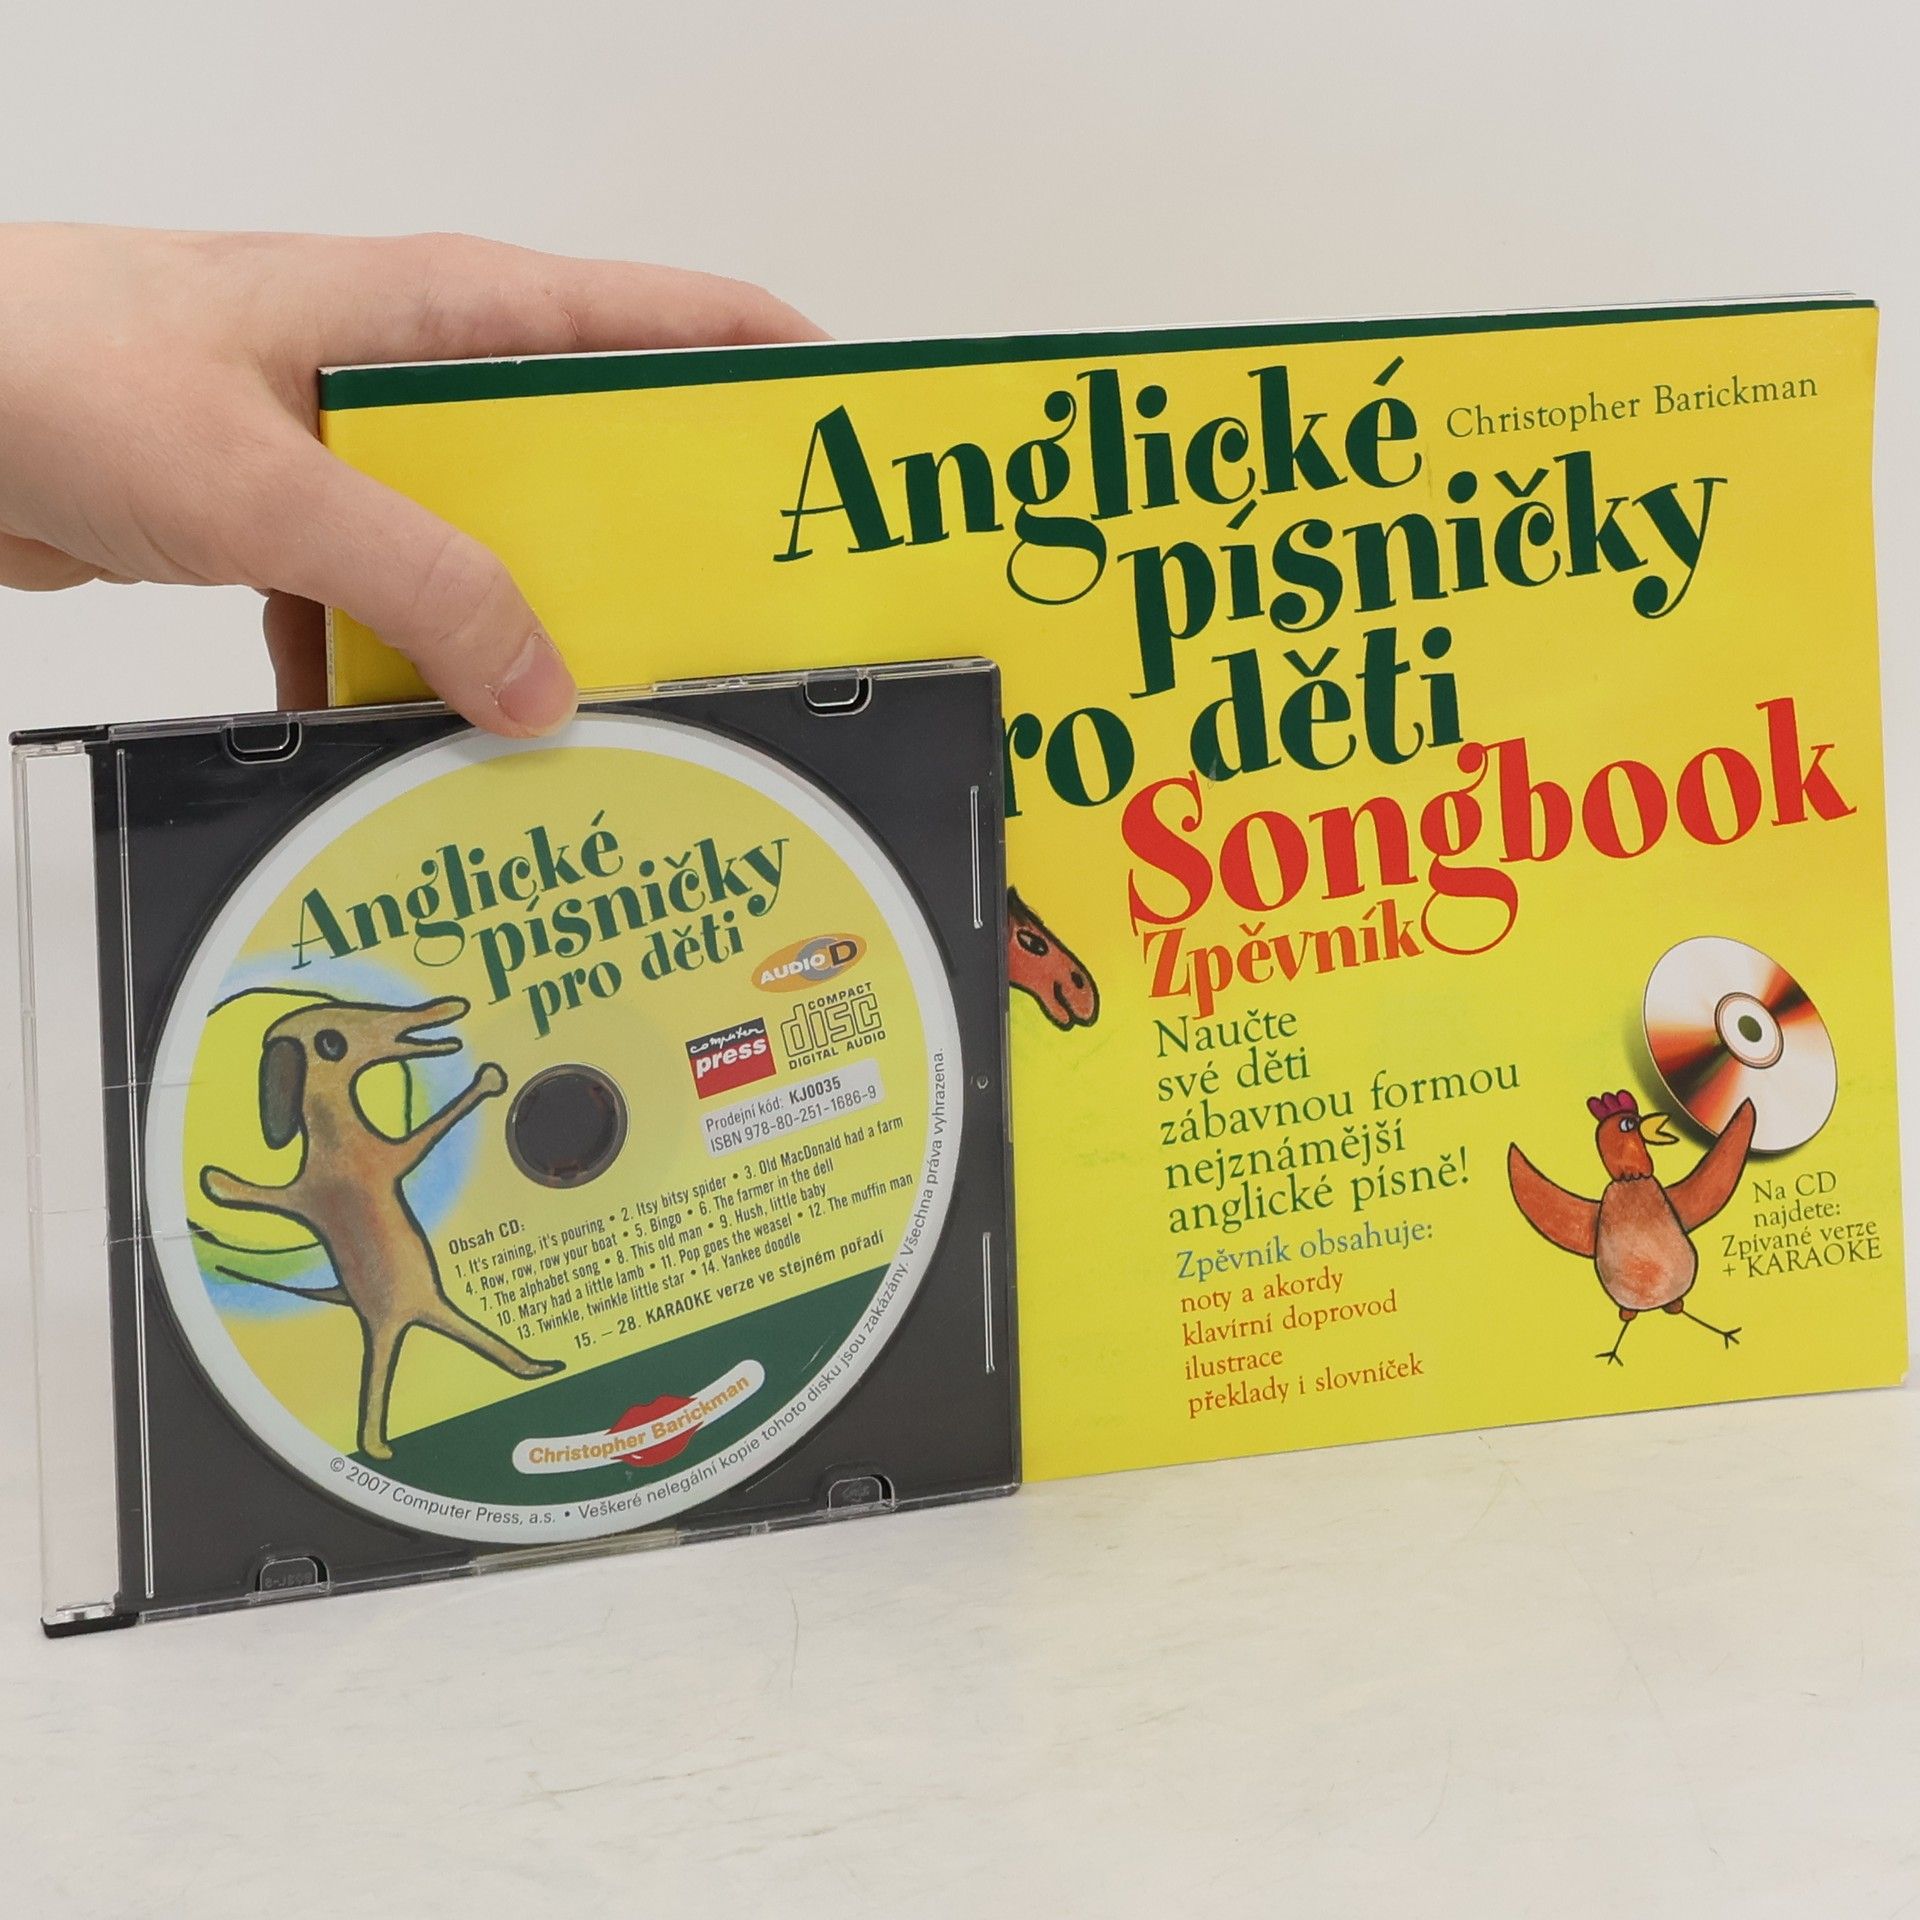 Anglické
Christopher Barickman
písničky
ro děti
Songbook
Zpěvník
Naučte
své děti
zábavnou formou
nejznámější
anglické písně!
Zpěvník obsahuje:
noty a akordy
klavírní doprovod
ilustrace
překlady i slovníček
Na CD
najdete:
Zpívané verze
+ KARAOKE
Anglické
písničky
pro děti
AUDIO CD
COMPACT
disc
DIGITAL AUDIO
computer
press
Prodejní kód: KJ0035
ISBN 978-80-251-1686-9
Obsah CD:
1. It's raining, it's pouring • 2. Itsy bitsy spider • 3. Old MacDonald had a farm
4. Row, row, row your boat • 5. Bingo • 6. The farmer in the dell
7. The alphabet song • 8. This old man • 9. Hush, little baby
10. Mary had a little lamb • 11. Pop goes the weasel • 12. The muffin man
13. Twinkle, twinkle little star • 14. Yankee doodle
15. – 28. KARAOKE verze ve stejném pořadí
Christopher Barickman
© 2007 Computer Press, a.s. • Veškeré nelegální kopie tohoto disku jsou zakázány. Všechna práva vyhrazena.